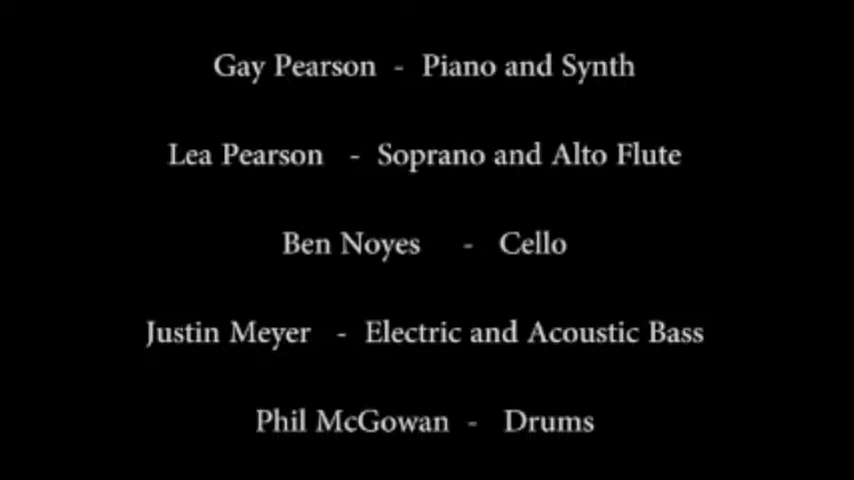 Gay Pearson - Piano and Synth
Lea Pearson - Soprano and Alto Flute
Ben Noyes - Cello
Justin Meyer - Electric and Acoustic Bass
Phil McGowan - Drums